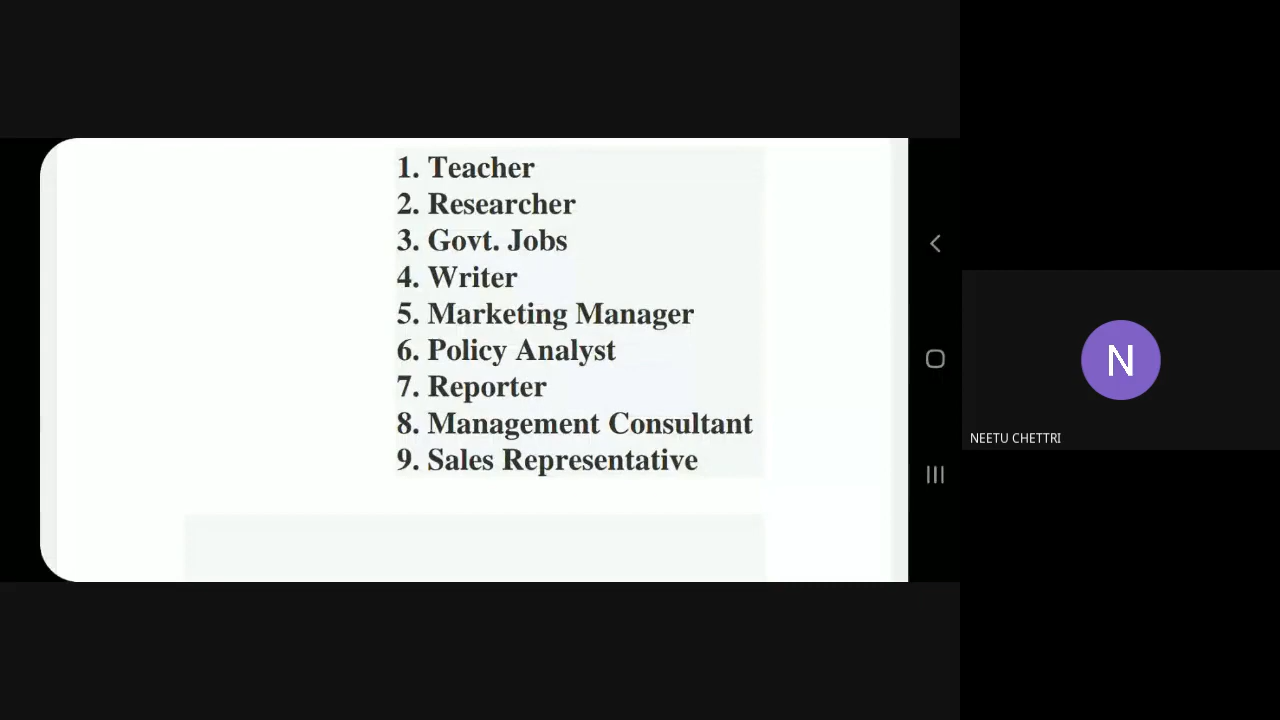 1. Teacher
2. Researcher
3. Govt. Jobs
4. Writer
5. Marketing Manager
6. Policy Analyst
7. Reporter
8. Management Consultant
9. Sales Representative
N
NEETU CHETTRI